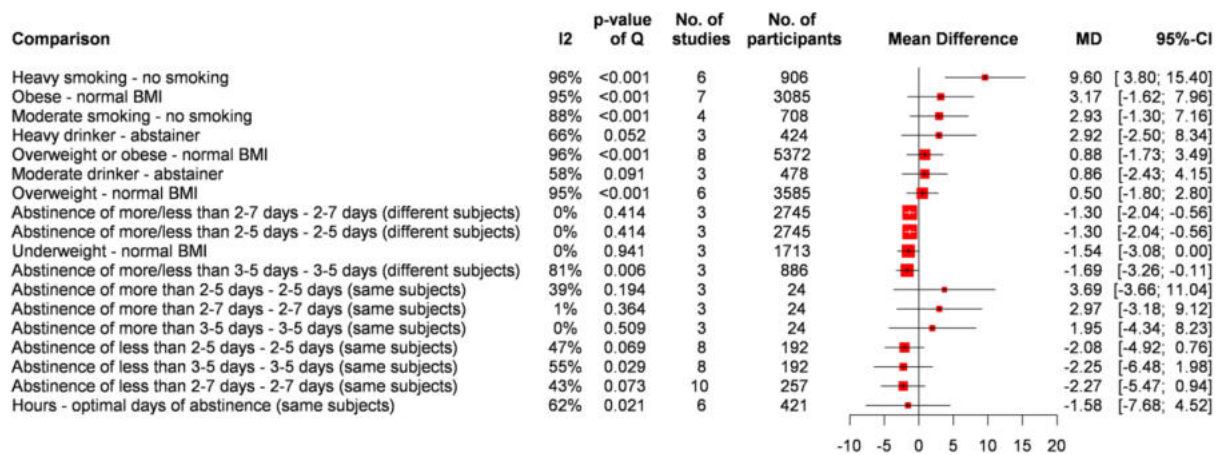 p-value No. of No. of
Comparison I2 of Q studies participants Mean Difference MD 95%-CI
Heavy smoking - no smoking 96% <0.001 6 906 9.60 [ 3.80; 15.40]
Obese - normal BMI 95% <0.001 7 3085 3.17 [-1.62; 7.96]
Moderate smoking - no smoking 88% <0.001 4 708 2.93 [-1.30; 7.16]
Heavy drinker - abstainer 66% 0.052 3 424 2.92 [-2.50; 8.34]
Overweight or obese - normal BMI 96% <0.001 8 5372 0.88 [-1.73; 3.49]
Moderate drinker - abstainer 58% 0.091 3 478 0.86 [-2.43; 4.15]
Overweight - normal BMI 95% <0.001 6 3585 0.50 [-1.80; 2.80]
Abstinence of more/less than 2-7 days - 2-7 days (different subjects) 0% 0.414 3 2745 -1.30 [-2.04; -0.56]
Abstinence of more/less than 2-5 days - 2-5 days (different subjects) 0% 0.414 3 2745 -1.30 [-2.04; -0.56]
Underweight - normal BMI 0% 0.941 3 1713 -1.54 [-3.08; 0.00]
Abstinence of more/less than 3-5 days - 3-5 days (different subjects) 81% 0.006 3 886 -1.69 [-3.26; -0.11]
Abstinence of more than 2-5 days - 2-5 days (same subjects) 39% 0.194 3 24 3.69 [-3.66; 11.04]
Abstinence of more than 2-7 days - 2-7 days (same subjects) 1% 0.364 3 24 2.97 [-3.18; 9.12]
Abstinence of more than 3-5 days - 3-5 days (same subjects) 0% 0.509 3 24 1.95 [-4.34; 8.23]
Abstinence of less than 2-5 days - 2-5 days (same subjects) 47% 0.069 8 192 -2.08 [-4.92; 0.76]
Abstinence of less than 3-5 days - 3-5 days (same subjects) 55% 0.029 8 192 -2.25 [-6.48; 1.98]
Abstinence of less than 2-7 days - 2-7 days (same subjects) 43% 0.073 10 257 -2.27 [-5.47; 0.94]
Hours - optimal days of abstinence (same subjects) 62% 0.021 6 421 -1.58 [-7.68; 4.52]
-10 -5 0 5 10 15 20